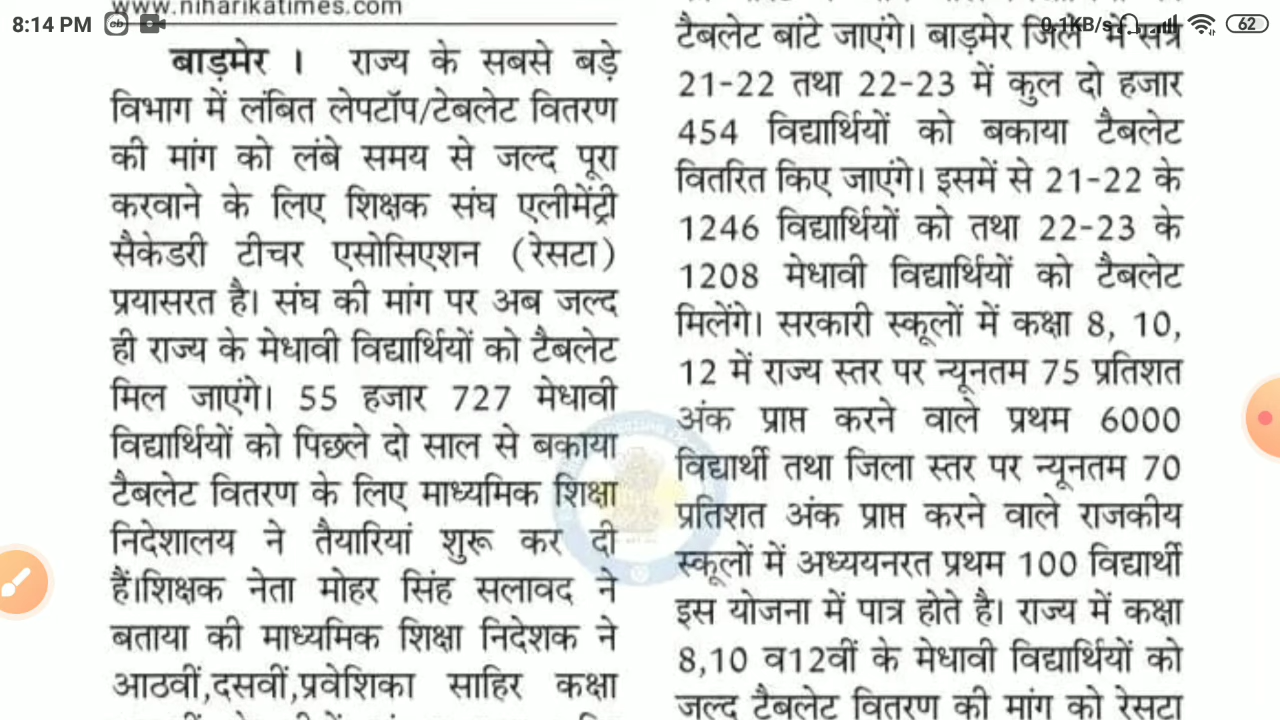 www.niharikatimes.com
8:14 PM
0.1KB/s
62
बाड़मेर । राज्य के सबसे बड़े
विभाग में लंबित लेपटॉप/टेबलेट वितरण
की मांग को लंबे समय से जल्द पूरा
करवाने के लिए शिक्षक संघ एलीमेंट्री
सैकेडरी टीचर एसोसिएशन (रेसटा)
प्रयासरत है। संघ की मांग पर अब जल्द
ही राज्य के मेधावी विद्यार्थियों को टैबलेट
मिल जाएंगे। 55 हजार 727 मेधावी
विद्यार्थियों को पिछले दो साल से बकाया
टैबलेट वितरण के लिए माध्यमिक शिक्षा
निदेशालय ने तैयारियां शुरू कर दी
हैं।शिक्षक नेता मोहर सिंह सलावद ने
बताया की माध्यमिक शिक्षा निदेशक ने
आठवीं,दसवीं,प्रवेशिका साहिर कक्षा
टैबलेट बांटे जाएंगे। बाड़मेर जिले में सत्र
21-22 तथा 22-23 में कुल दो हजार
454 विद्यार्थियों को बकाया टैबलेट
वितरित किए जाएंगे। इसमें से 21-22 के
1246 विद्यार्थियों को तथा 22-23 के
1208 मेधावी विद्यार्थियों को टैबलेट
मिलेंगे। सरकारी स्कूलों में कक्षा 8, 10,
12 में राज्य स्तर पर न्यूनतम 75 प्रतिशत
अंक प्राप्त करने वाले प्रथम 6000
विद्यार्थी तथा जिला स्तर पर न्यूनतम 70
प्रतिशत अंक प्राप्त करने वाले राजकीय
स्कूलों में अध्ययनरत प्रथम 100 विद्यार्थी
इस योजना में पात्र होते है। राज्य में कक्षा
8,10 व12वीं के मेधावी विद्यार्थियों को
जल्द टैबलेट वितरण की मांग को रेसटा